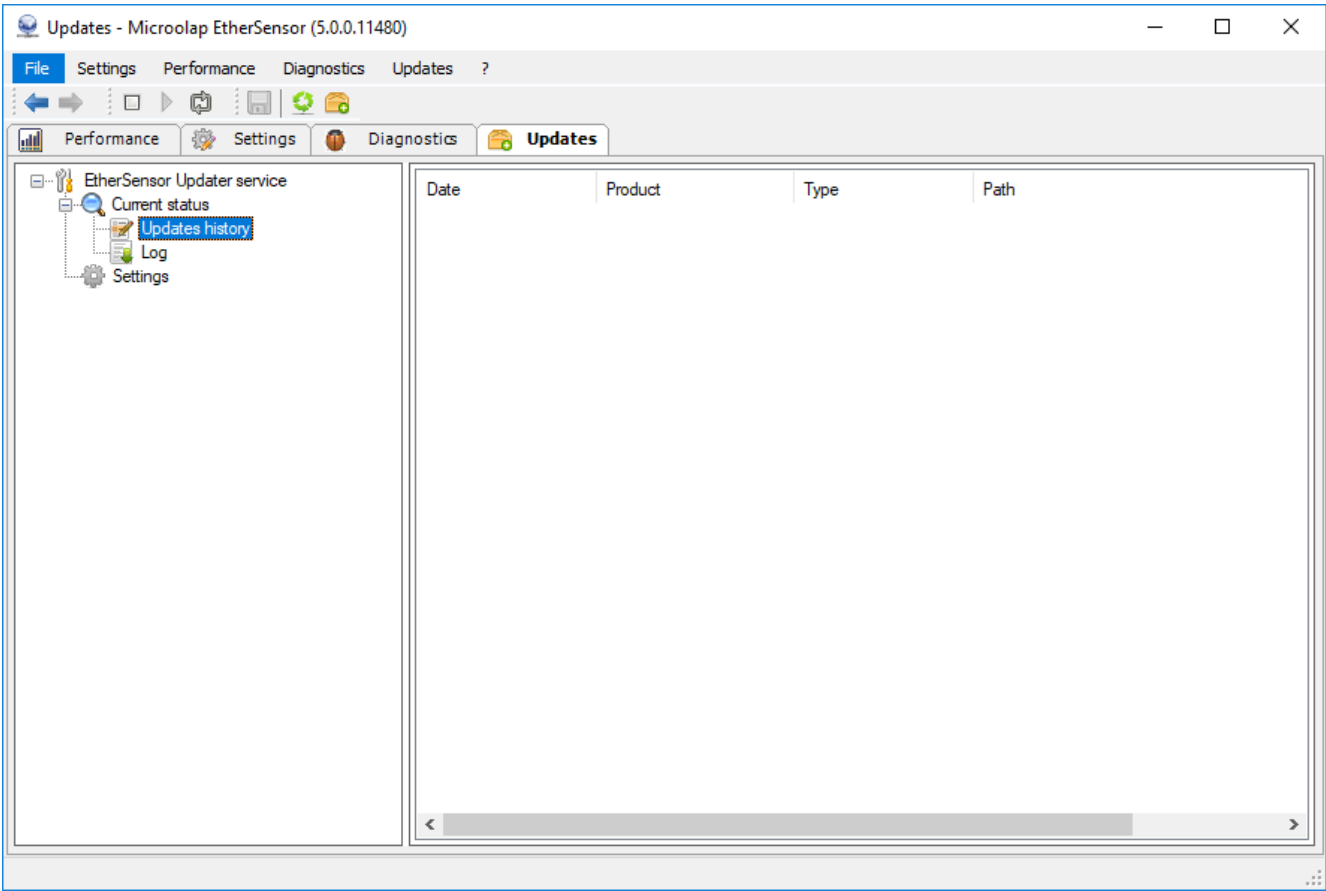 Updates - Microolap EtherSensor (5.0.0.11480)
File Settings Performance Diagnostics Updates ?
Performance Settings Diagnostics Updates
EtherSensor Updater service
Current status
Updates history
Log
Settings
Date Product Type Path